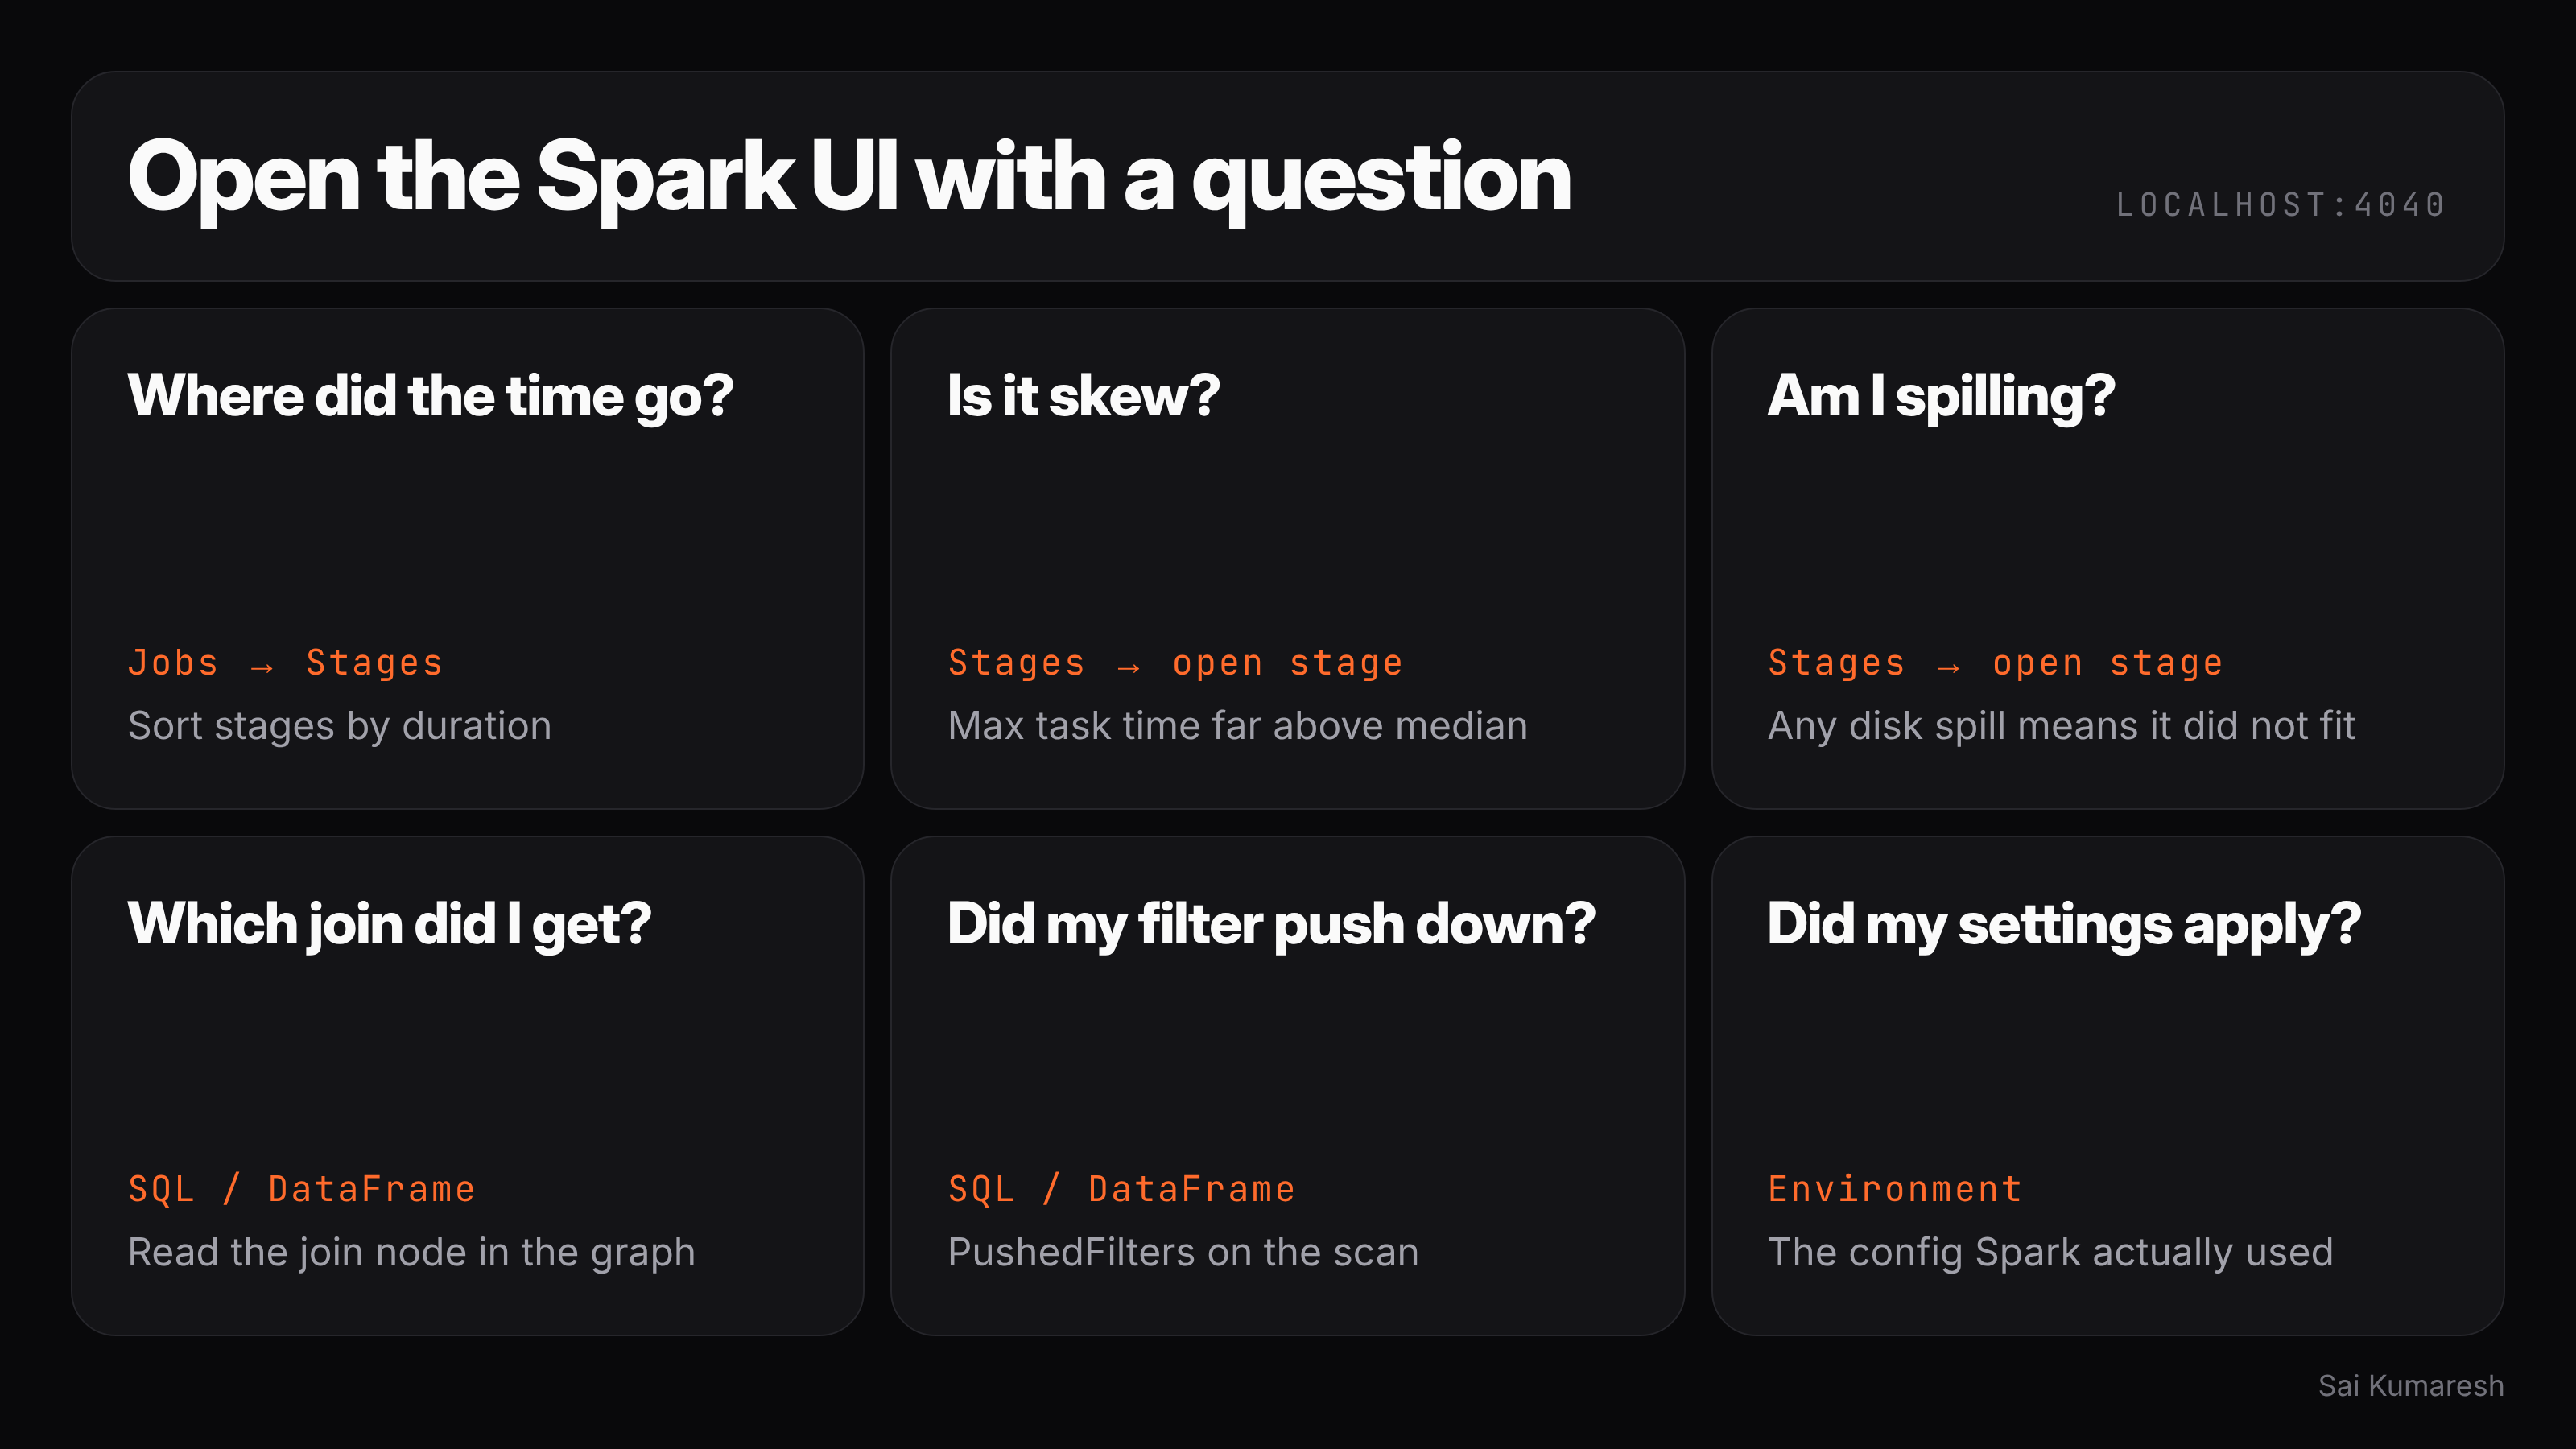 Open the Spark UI with a question
LOCALHOST:4040
Where did the time go?
Jobs → Stages
Sort stages by duration
Is it skew?
Stages → open stage
Max task time far above median
Am I spilling?
Stages → open stage
Any disk spill means it did not fit
Which join did I get?
SQL / DataFrame
Read the join node in the graph
Did my filter push down?
SQL / DataFrame
PushedFilters on the scan
Did my settings apply?
Environment
The config Spark actually used
Sai Kumaresh